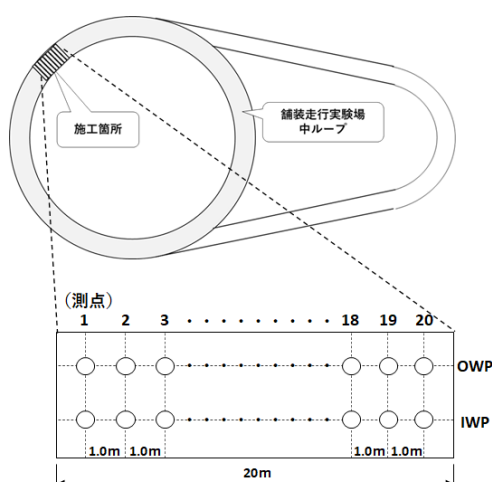 施工箇所
舗装走行実験場
中ループ
（測点）
1 2 3 ・・・・・・・・・ 18 19 20
OWP
IWP
1.0m 1.0m 1.0m 1.0m
20m